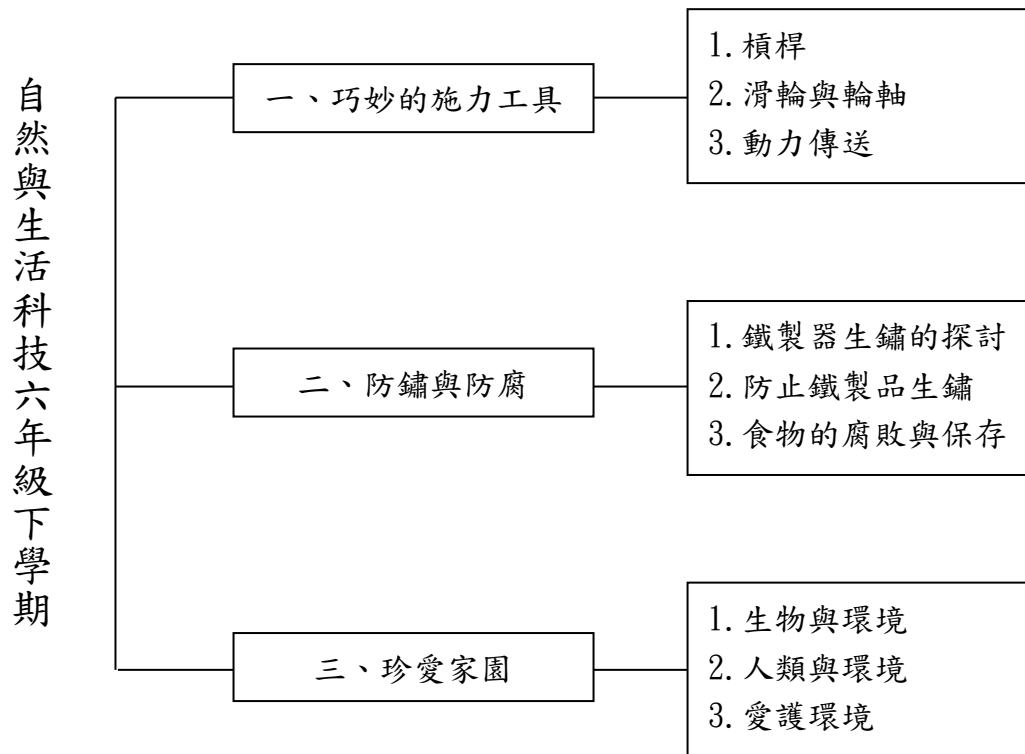 自然與生活科技六年級下學期
一、巧妙的施力工具
1.槓桿
2.滑輪與輪軸
3.動力傳送
二、防鏽與防腐
1.鐵製器生鏽的探討
2.防止鐵製品生鏽
3.食物的腐敗與保存
三、珍愛家園
1.生物與環境
2.人類與環境
3.愛護環境